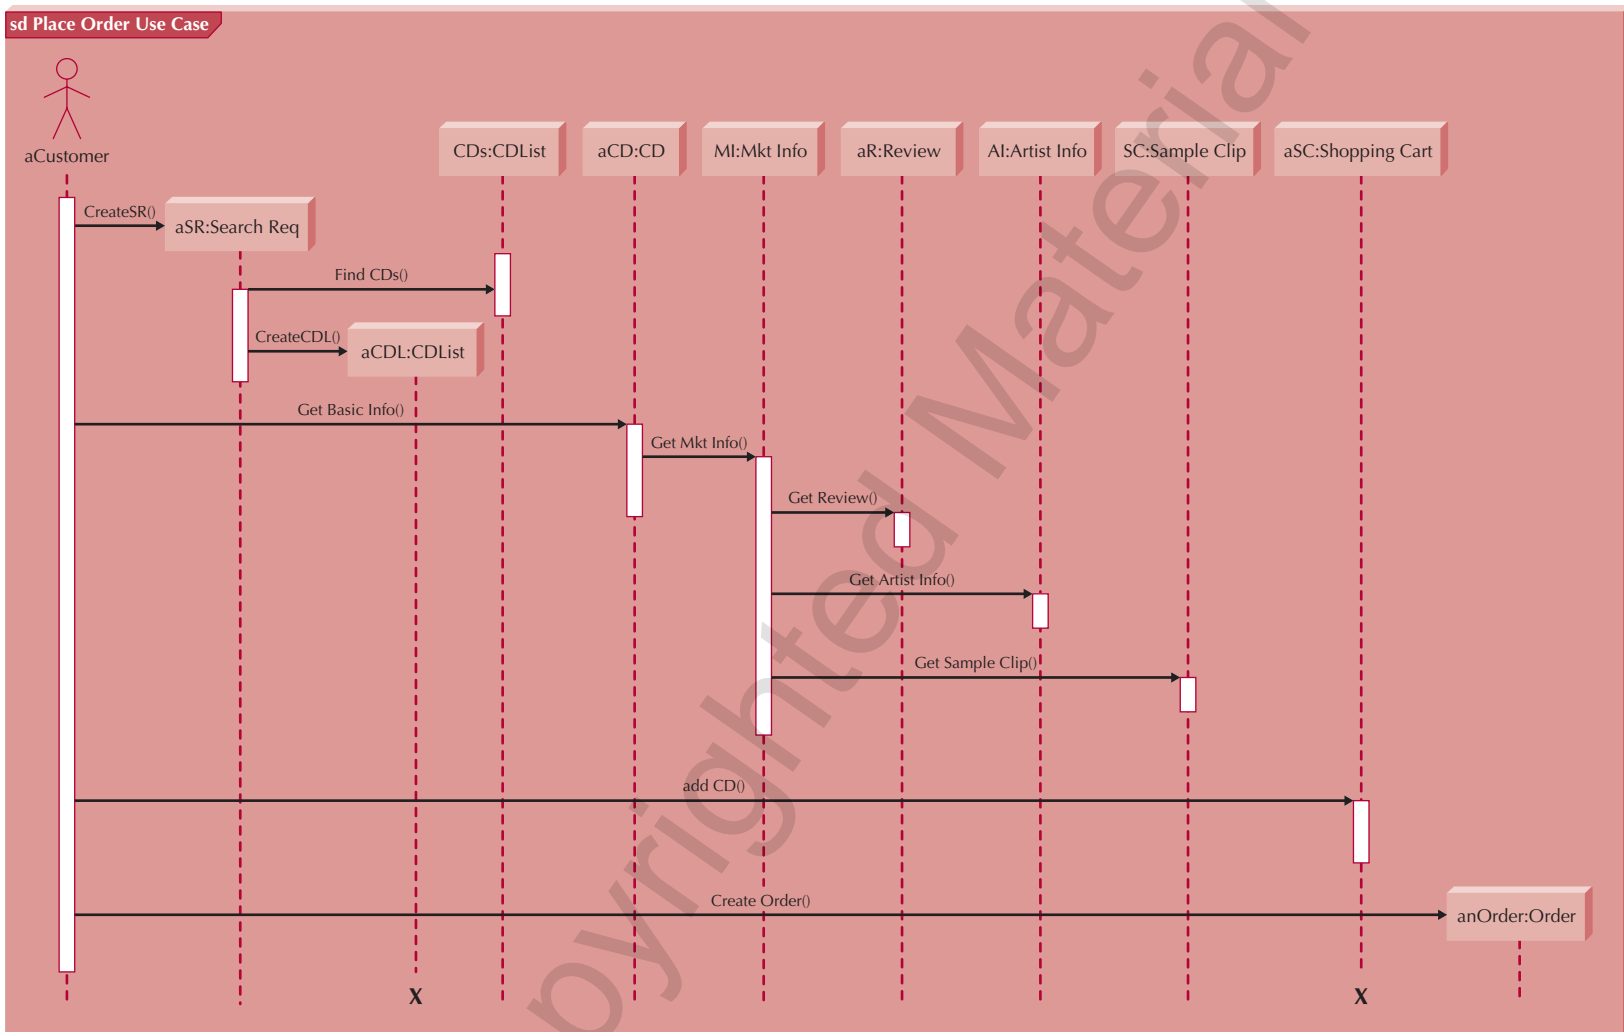 sd Place Order Use Case
aCustomer
CDs:CDList
aCD:CD
MI:Mkt Info
aR:Review
AI:Artist Info
SC:Sample Clip
aSC:Shopping Cart
CreateSR()
aSR:Search Req
Find CDs()
CreateCDL()
aCDL:CDList
Get Basic Info()
Get Mkt Info()
Get Review()
Get Artist Info()
Get Sample Clip()
add CD()
Create Order()
anOrder:Order
X
X
pyrighted Material